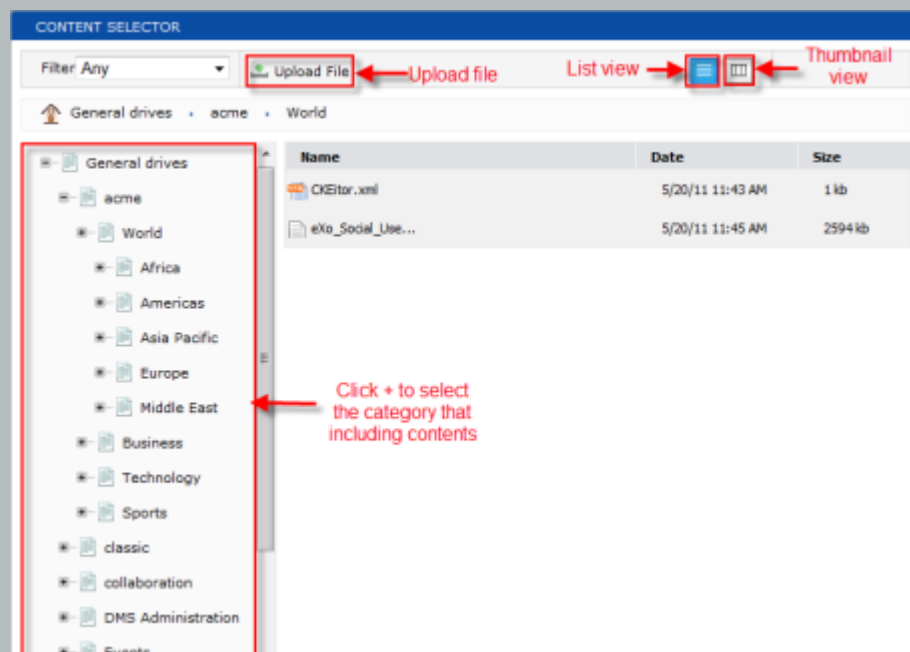 CONTENT SELECTOR
Filter Any Upload File Upload file List view Thumbnail view
General drives acme World
General drives
acme
World
Africa
Americas
Asia Pacific
Europe
Middle East
Business
Technology
Sports
classic
collaboration
DMS Administration
Events
Name Date Size
CKEitor.xml 5/20/11 11:43 AM 1 kb
eXo_Social_Use... 5/20/11 11:45 AM 2594 kb
Click + to select
the category that
including contents